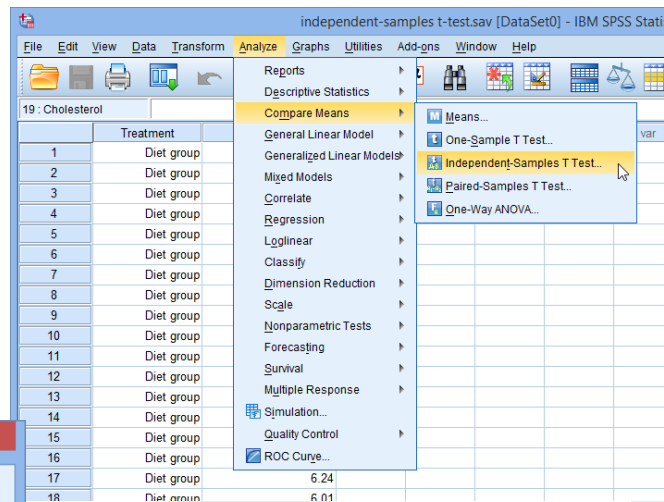 independent-samples t-test.sav [DataSet0] - IBM SPSS Stati
File Edit View Data Transform Analyze Graphs Utilities Add-ons Window Help
19 : Cholesterol
Treatment
var
1 Diet group
2 Diet group
3 Diet group
4 Diet group
5 Diet group
6 Diet group
7 Diet group
8 Diet group
9 Diet group
10 Diet group
11 Diet group
12 Diet group
13 Diet group
14 Diet group
15 Diet group
16 Diet group
17 Diet group 6.24
18 Diet group 6.01
Reports
Descriptive Statistics
Compare Means
General Linear Model
Generalized Linear Models
Mixed Models
Correlate
Regression
Loglinear
Classify
Dimension Reduction
Scale
Nonparametric Tests
Forecasting
Survival
Multiple Response
Simulation...
Quality Control
ROC Curve...
Means...
One-Sample T Test...
Independent-Samples T Test...
Paired-Samples T Test...
One-Way ANOVA...